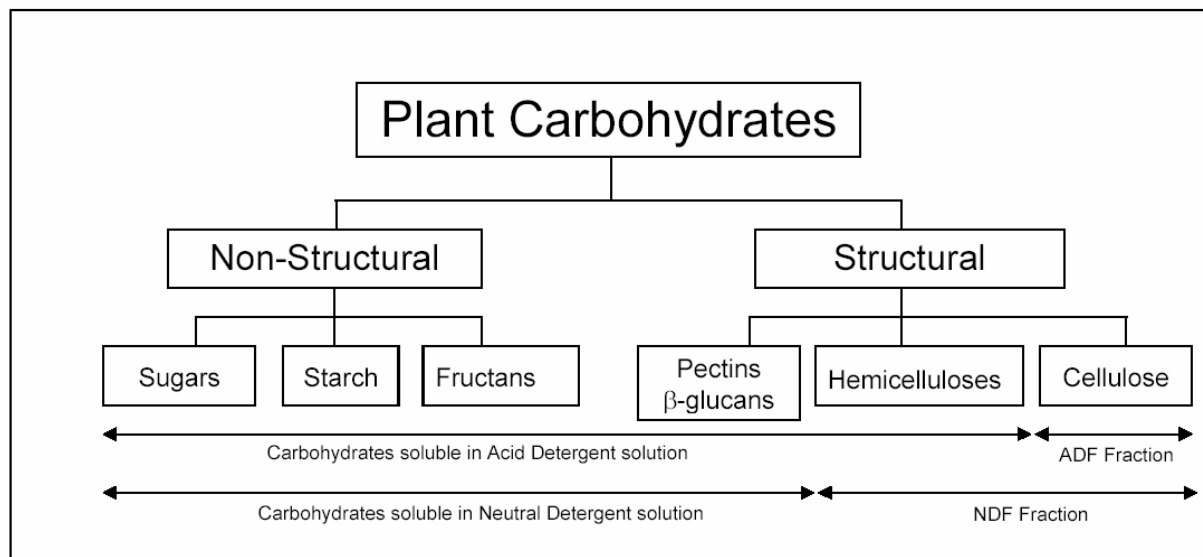 Plant Carbohydrates
Non-Structural
Structural
Sugars
Starch
Fructans
Pectins
β-glucans
Hemicelluloses
Cellulose
Carbohydrates soluble in Acid Detergent solution
ADF Fraction
Carbohydrates soluble in Neutral Detergent solution
NDF Fraction